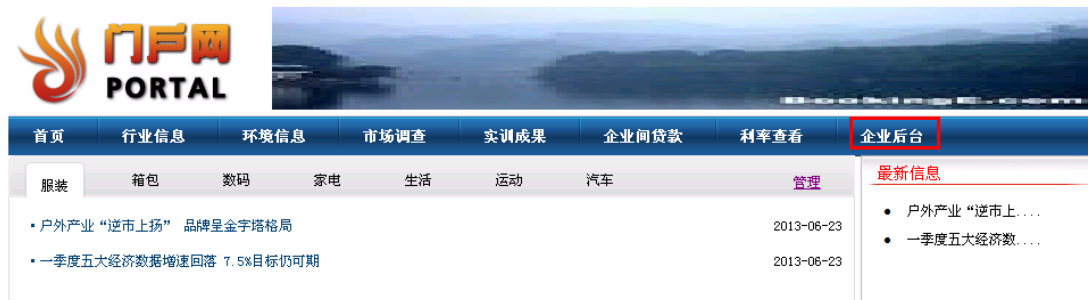 门戶网
PORTAL
BookingE.com
首页 行业信息 环境信息 市场调查 实训成果 企业间贷款 利率查看 企业后台
服装 箱包 数码 家电 生活 运动 汽车 管理
最新信息
户外产业“逆市上扬” 品牌呈金字塔格局 2013-06-23
一季度五大经济数据增速回落 7.5%目标仍可期 2013-06-23
户外产业“逆市上....
一季度五大经济数....